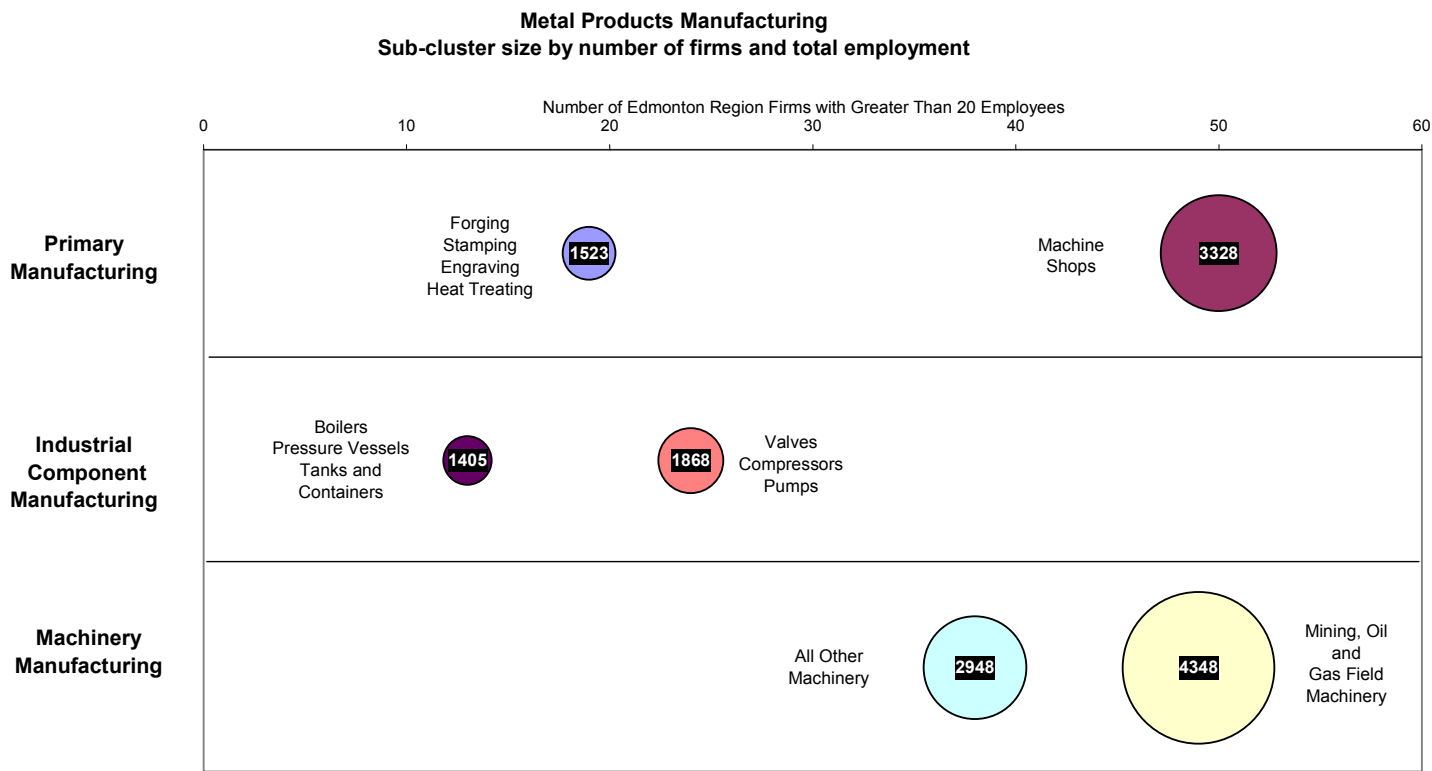 Metal Products Manufacturing
Sub-cluster size by number of firms and total employment
Number of Edmonton Region Firms with Greater Than 20 Employees
0 10 20 30 40 50 60
Primary
Manufacturing
Forging
Stamping
Engraving
Heat Treating
1523
Machine
Shops
3328
Industrial
Component
Manufacturing
Boilers
Pressure Vessels
Tanks and
Containers
1405
1868
Valves
Compressors
Pumps
Machinery
Manufacturing
All Other
Machinery
2948
4348
Mining, Oil
and
Gas Field
Machinery